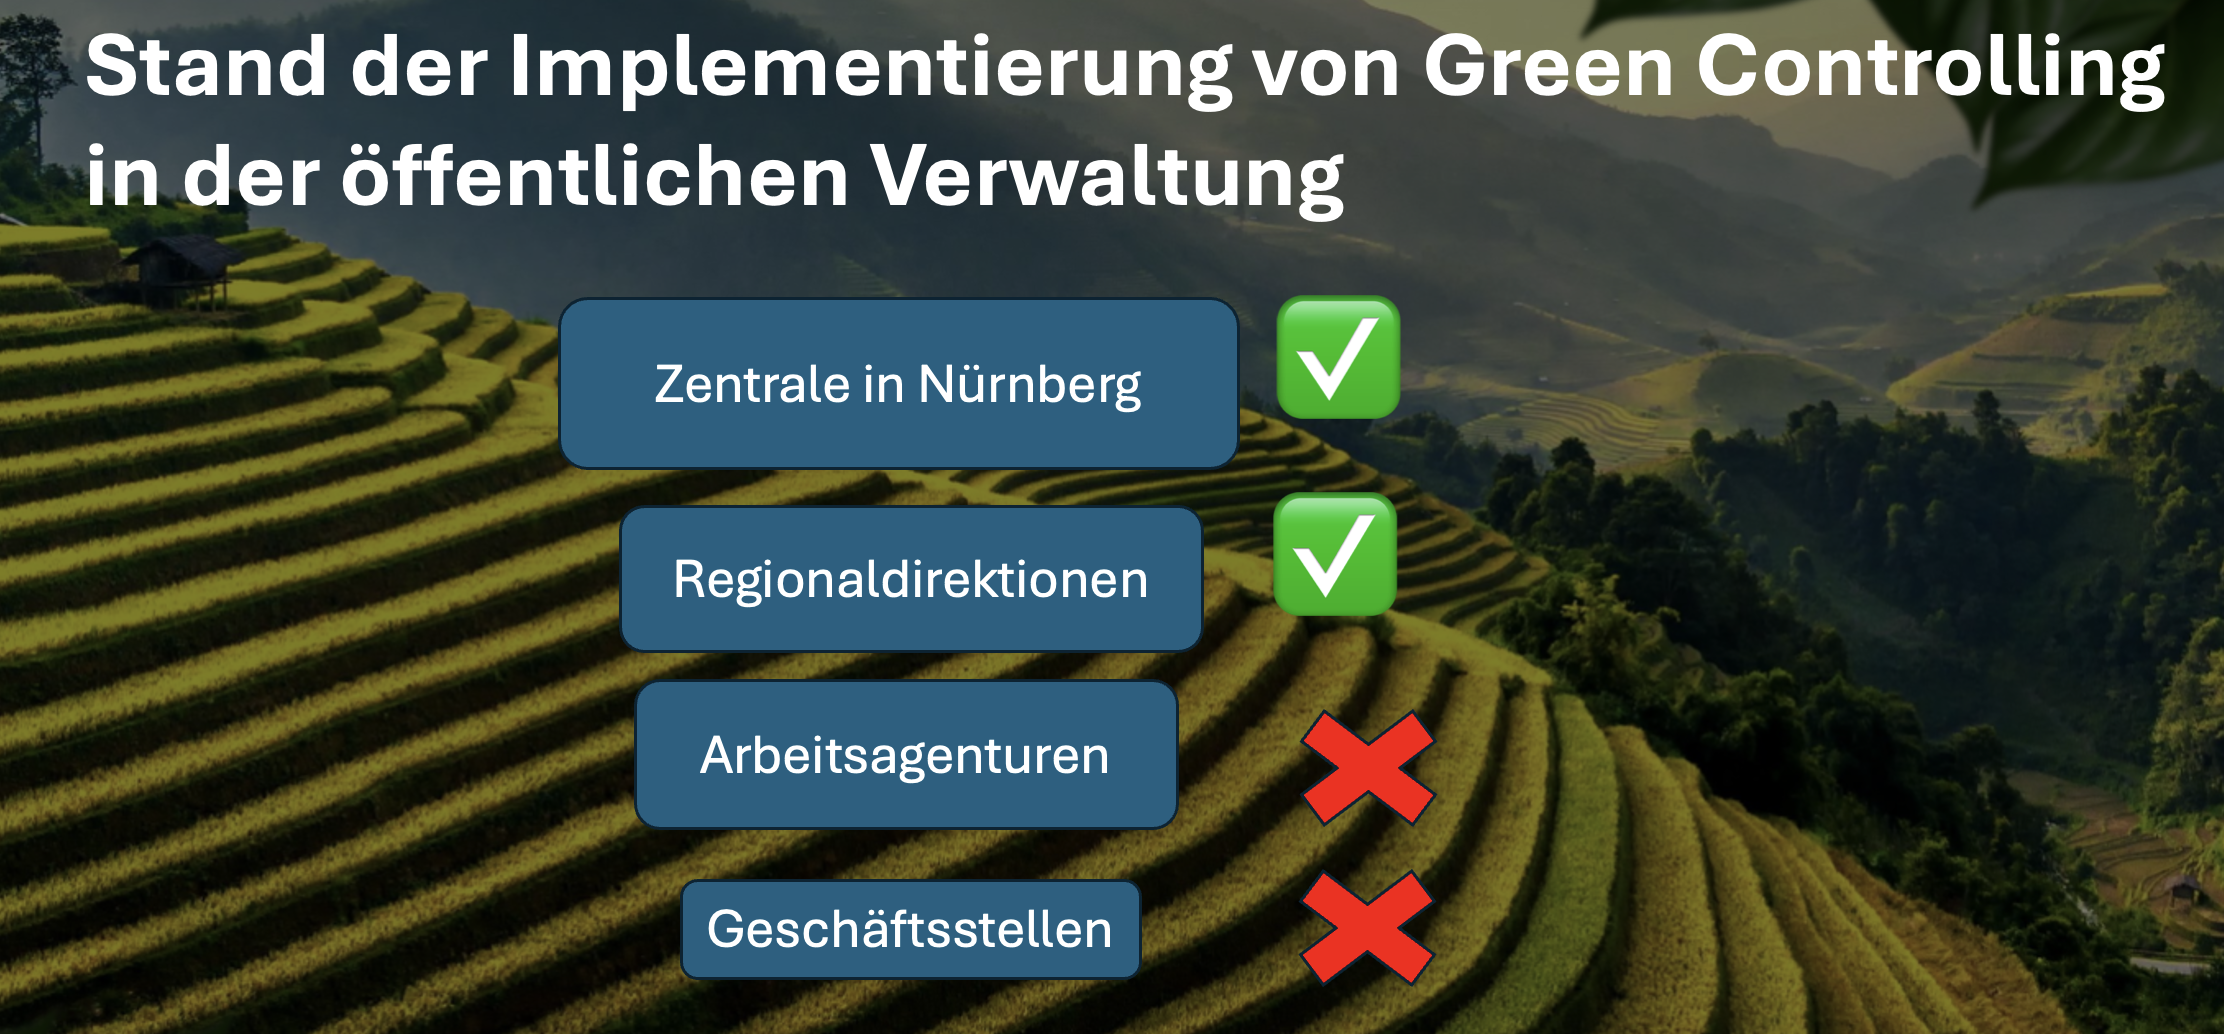 Stand der Implementierung von Green Controlling
in der öffentlichen Verwaltung
Zentrale in Nürnberg
Regionaldirektionen
Arbeitsagenturen
Geschäftsstellen